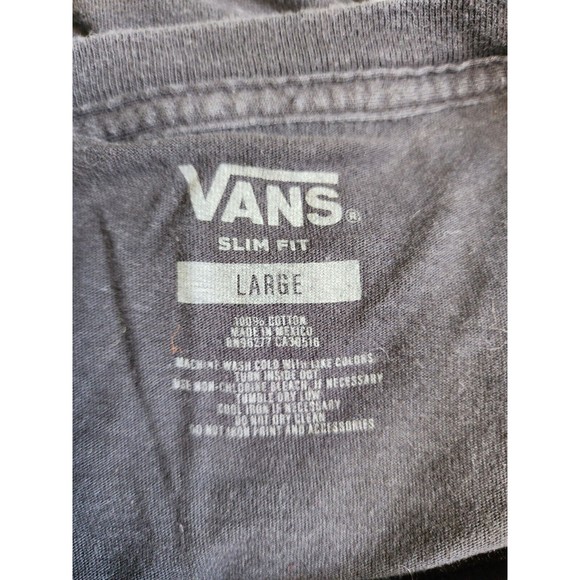 VANS®
SLIM FIT
LARGE
100% COTTON
MADE IN MEXICO
RN96277 CA30516
MACHINE WASH COLD WITH LIKE COLORS
TURN INSIDE OUT
USE NON-CHLORINE BLEACH, IF NECESSARY
TUMBLE DRY LOW
COOL IRON IF NECESSARY
DO NOT DRY CLEAN
DO NOT IRON PRINT AND ACCESSORIES